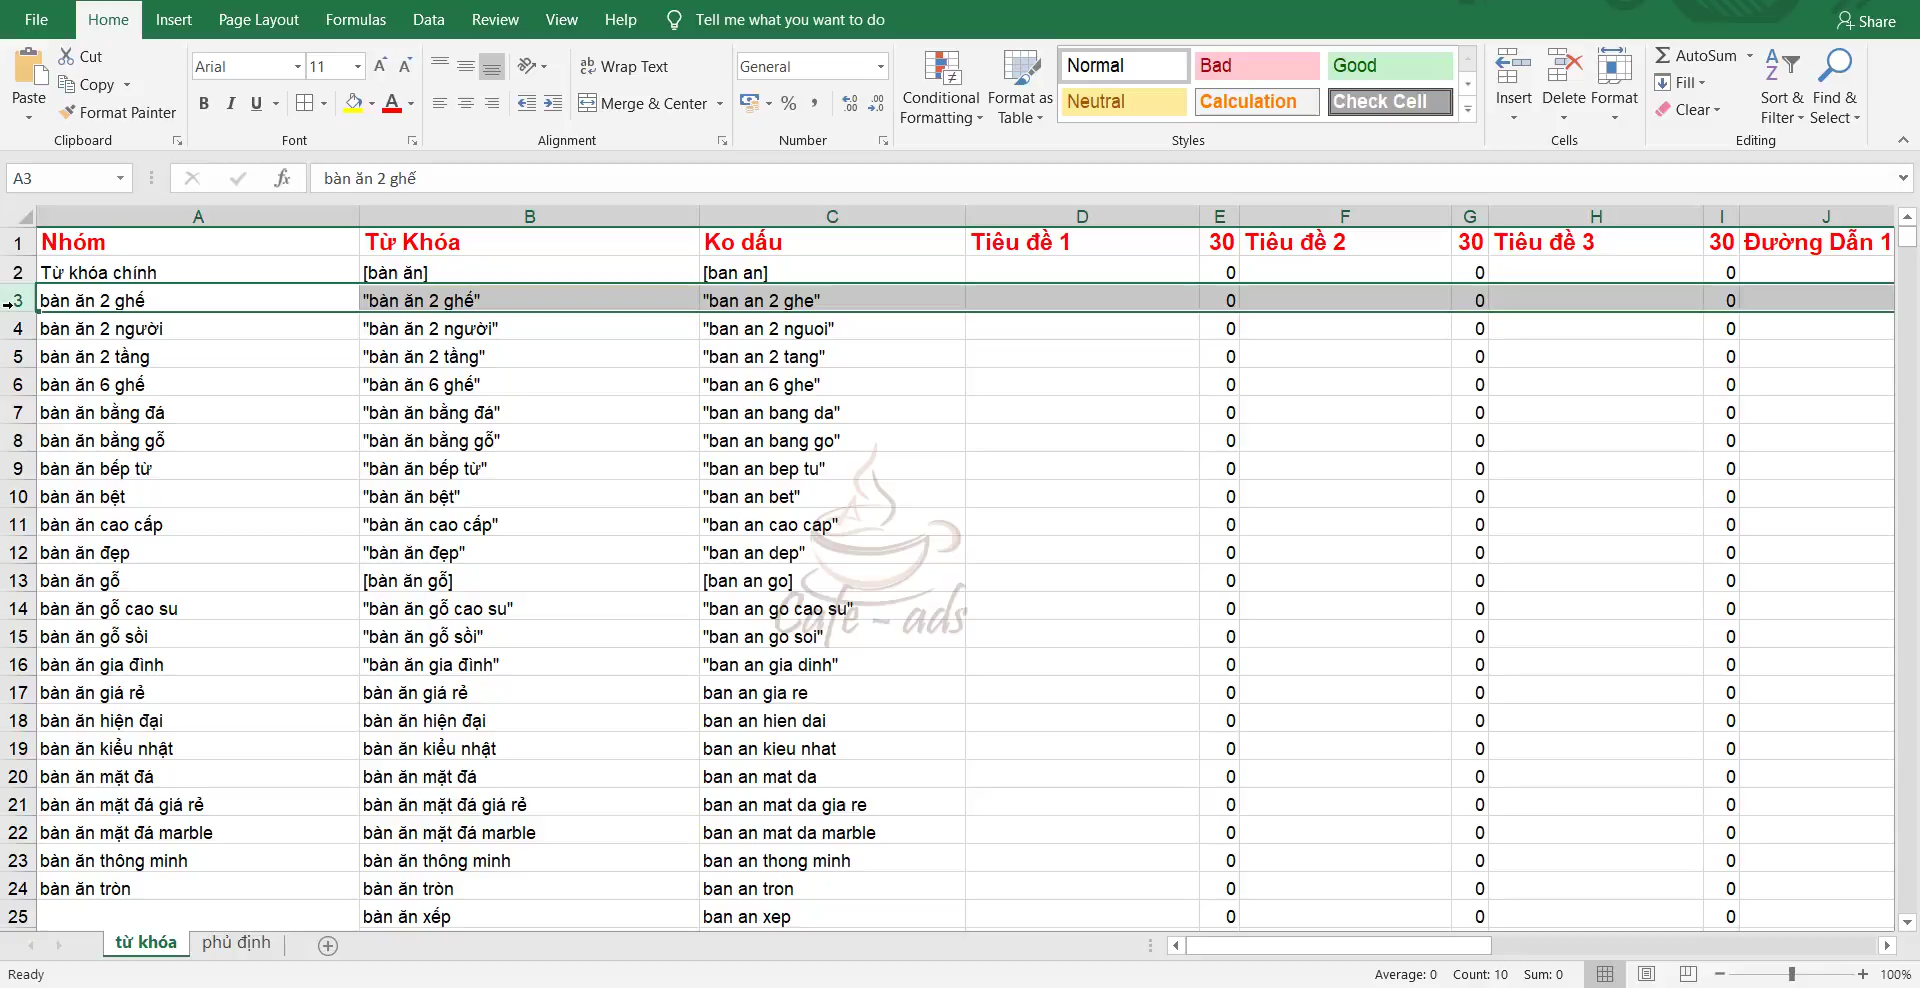 File Home Insert Page Layout Formulas Data Review View Help Tell me what you want to do Share
Paste Cut Copy Format Painter Clipboard
Arial 11 B I U Font
ab Wrap Text Merge & Center Alignment
General % , Number
Conditional Formatting Format as Table Normal Bad Good Neutral Calculation Check Cell Styles
Insert Delete Format Cells
AutoSum Fill Clear Sort & Filter Find & Select Editing
A3 fx bàn ăn 2 ghế
A B C D E F G H I J
1 Nhóm Từ Khóa Ko dấu Tiêu đề 1 30 Tiêu đề 2 30 Tiêu đề 3 30 Đường Dẫn 1
2 Từ khóa chính [bàn ăn] [ban an] 0 0 0
3 bàn ăn 2 ghế "bàn ăn 2 ghế" "ban an 2 ghe" 0 0 0
4 bàn ăn 2 người "bàn ăn 2 người" "ban an 2 nguoi" 0 0 0
5 bàn ăn 2 tầng "bàn ăn 2 tầng" "ban an 2 tang" 0 0 0
6 bàn ăn 6 ghế "bàn ăn 6 ghế" "ban an 6 ghe" 0 0 0
7 bàn ăn bằng đá "bàn ăn bằng đá" "ban an bang da" 0 0 0
8 bàn ăn bằng gỗ "bàn ăn bằng gỗ" "ban an bang go" 0 0 0
9 bàn ăn bếp từ "bàn ăn bếp từ" "ban an bep tu" 0 0 0
10 bàn ăn bệt "bàn ăn bệt" "ban an bet" 0 0 0
11 bàn ăn cao cấp "bàn ăn cao cấp" "ban an cao cap" 0 0 0
12 bàn ăn đẹp "bàn ăn đẹp" "ban an dep" 0 0 0
13 bàn ăn gỗ [bàn ăn gỗ] [ban an go] 0 0 0
14 bàn ăn gỗ cao su "bàn ăn gỗ cao su" "ban an go cao su" 0 0 0
15 bàn ăn gỗ sồi "bàn ăn gỗ sồi" "ban an go soi" 0 0 0
16 bàn ăn gia đình "bàn ăn gia đình" "ban an gia dinh" 0 0 0
17 bàn ăn giá rẻ bàn ăn giá rẻ ban an gia re 0 0 0
18 bàn ăn hiện đại bàn ăn hiện đại ban an hien dai 0 0 0
19 bàn ăn kiểu nhật bàn ăn kiểu nhật ban an kieu nhat 0 0 0
20 bàn ăn mặt đá bàn ăn mặt đá ban an mat da 0 0 0
21 bàn ăn mặt đá giá rẻ bàn ăn mặt đá giá rẻ ban an mat da gia re 0 0 0
22 bàn ăn mặt đá marble bàn ăn mặt đá marble ban an mat da marble 0 0 0
23 bàn ăn thông minh bàn ăn thông minh ban an thong minh 0 0 0
24 bàn ăn tròn bàn ăn tròn ban an tron 0 0 0
25 bàn ăn xếp ban an xep 0 0 0
Cafe - ads
từ khóa phủ định
Ready Average: 0 Count: 10 Sum: 0 100%